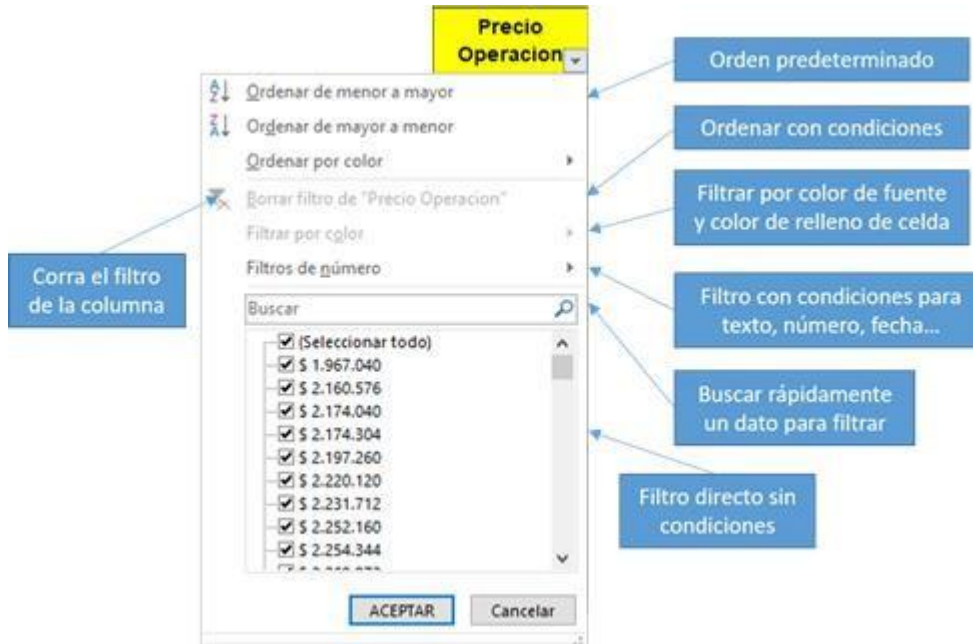 Precio
Operacion
Ordenar de menor a mayor
Ordenar de mayor a menor
Ordenar por color
Borrar filtro de "Precio Operacion"
Filtrar por color
Filtros de número
Buscar
(Seleccionar todo)
$ 1.967.040
$ 2.160.576
$ 2.174.040
$ 2.174.304
$ 2.197.260
$ 2.220.120
$ 2.231.712
$ 2.252.160
$ 2.254.344
ACEPTAR
Cancelar
Corra el filtro
de la columna
Orden predeterminado
Ordenar con condiciones
Filtrar por color de fuente
y color de relleno de celda
Filtro con condiciones para
texto, número, fecha...
Buscar rápidamente
un dato para filtrar
Filtro directo sin
condiciones